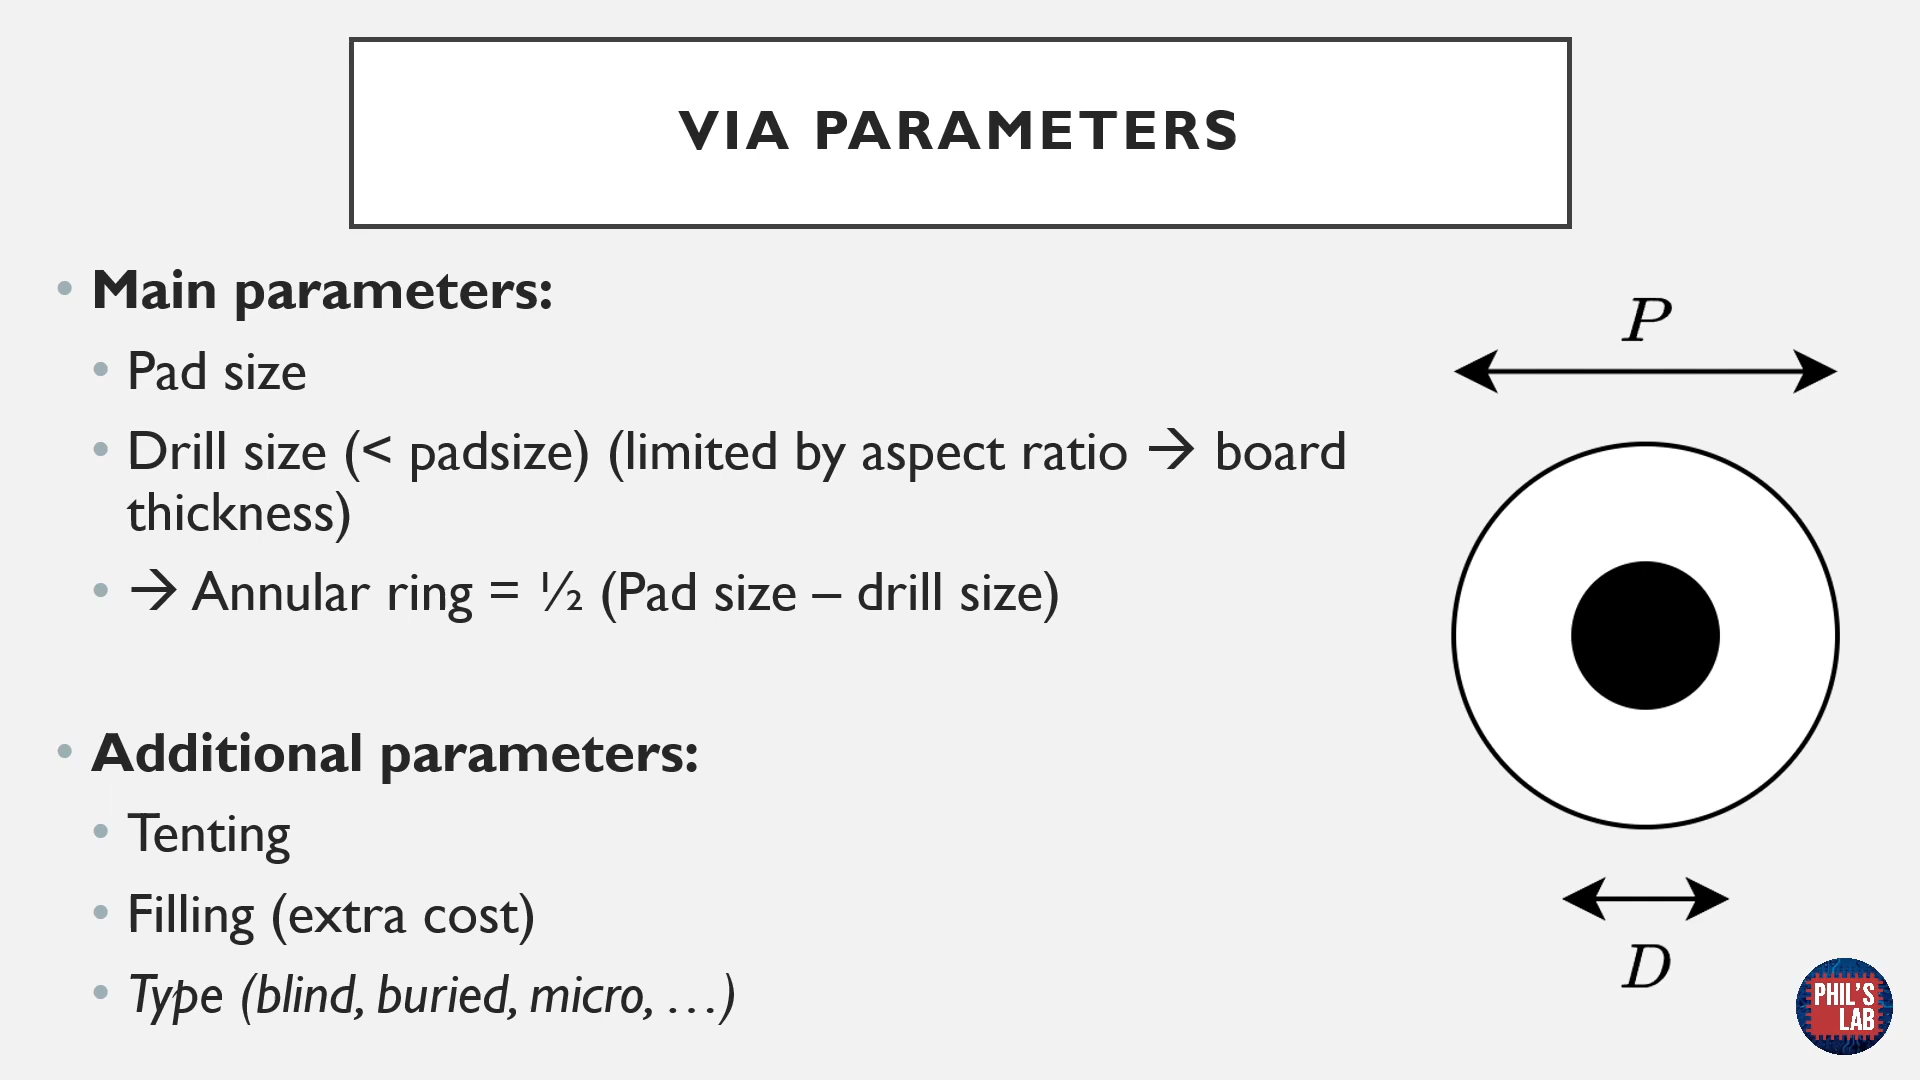 VIA PARAMETERS
• Main parameters:
• Pad size
• Drill size (< padsize) (limited by aspect ratio → board
thickness)
• → Annular ring = ½ (Pad size – drill size)
• Additional parameters:
• Tenting
• Filling (extra cost)
• Type (blind, buried, micro, …)
P
D
PHIL'S
LAB